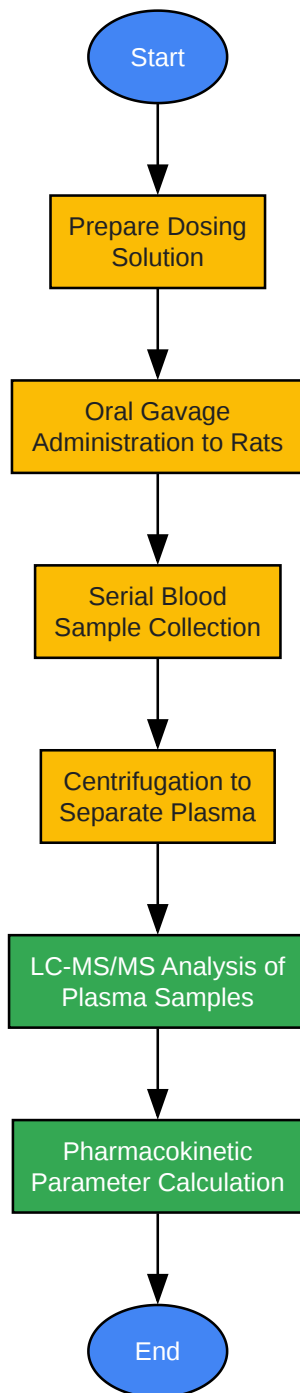 Start
Prepare Dosing
Solution
Oral Gavage
Administration to Rats
Serial Blood
Sample Collection
Centrifugation to
Separate Plasma
LC-MS/MS Analysis of
Plasma Samples
Pharmacokinetic
Parameter Calculation
End